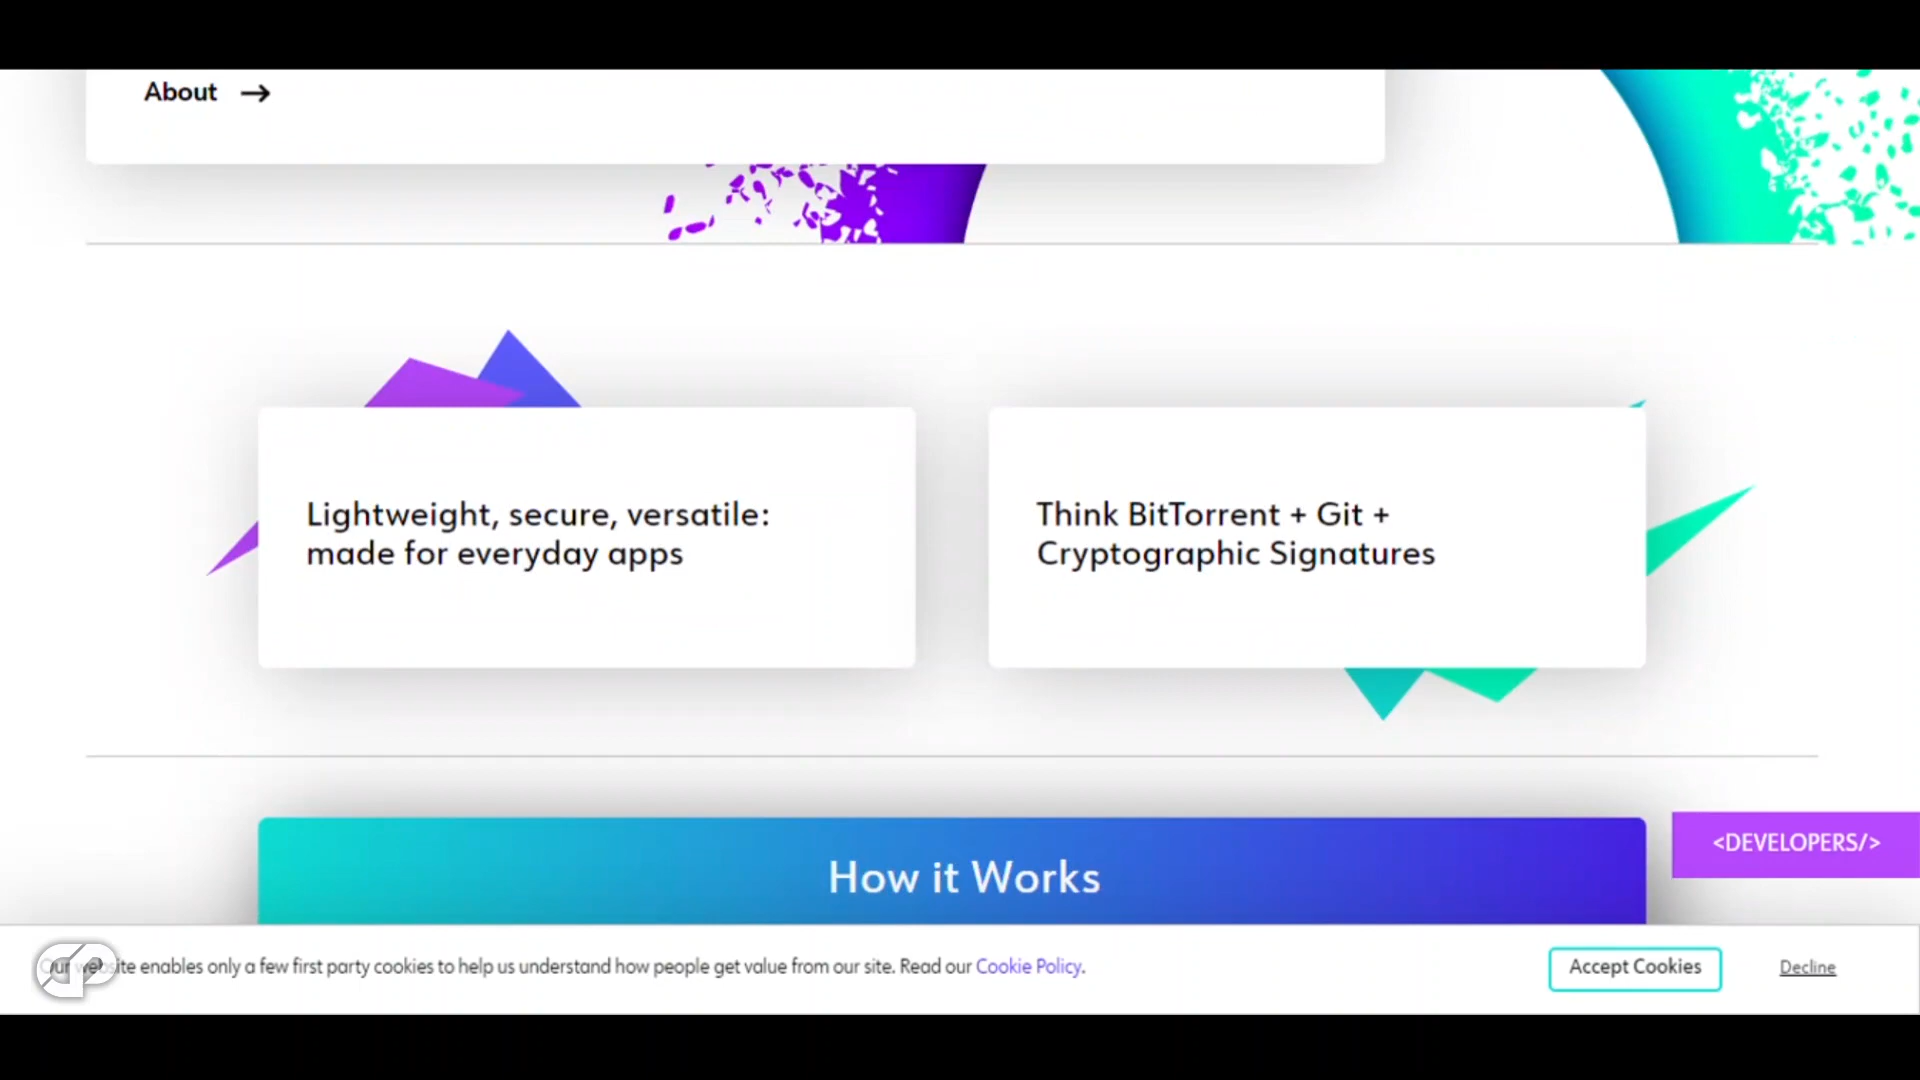 About →
Lightweight, secure, versatile:
made for everyday apps
Think BitTorrent + Git +
Cryptographic Signatures
How it Works
<DEVELOPERS/>
Our website enables only a few first party cookies to help us understand how people get value from our site. Read our Cookie Policy.
Accept Cookies
Decline